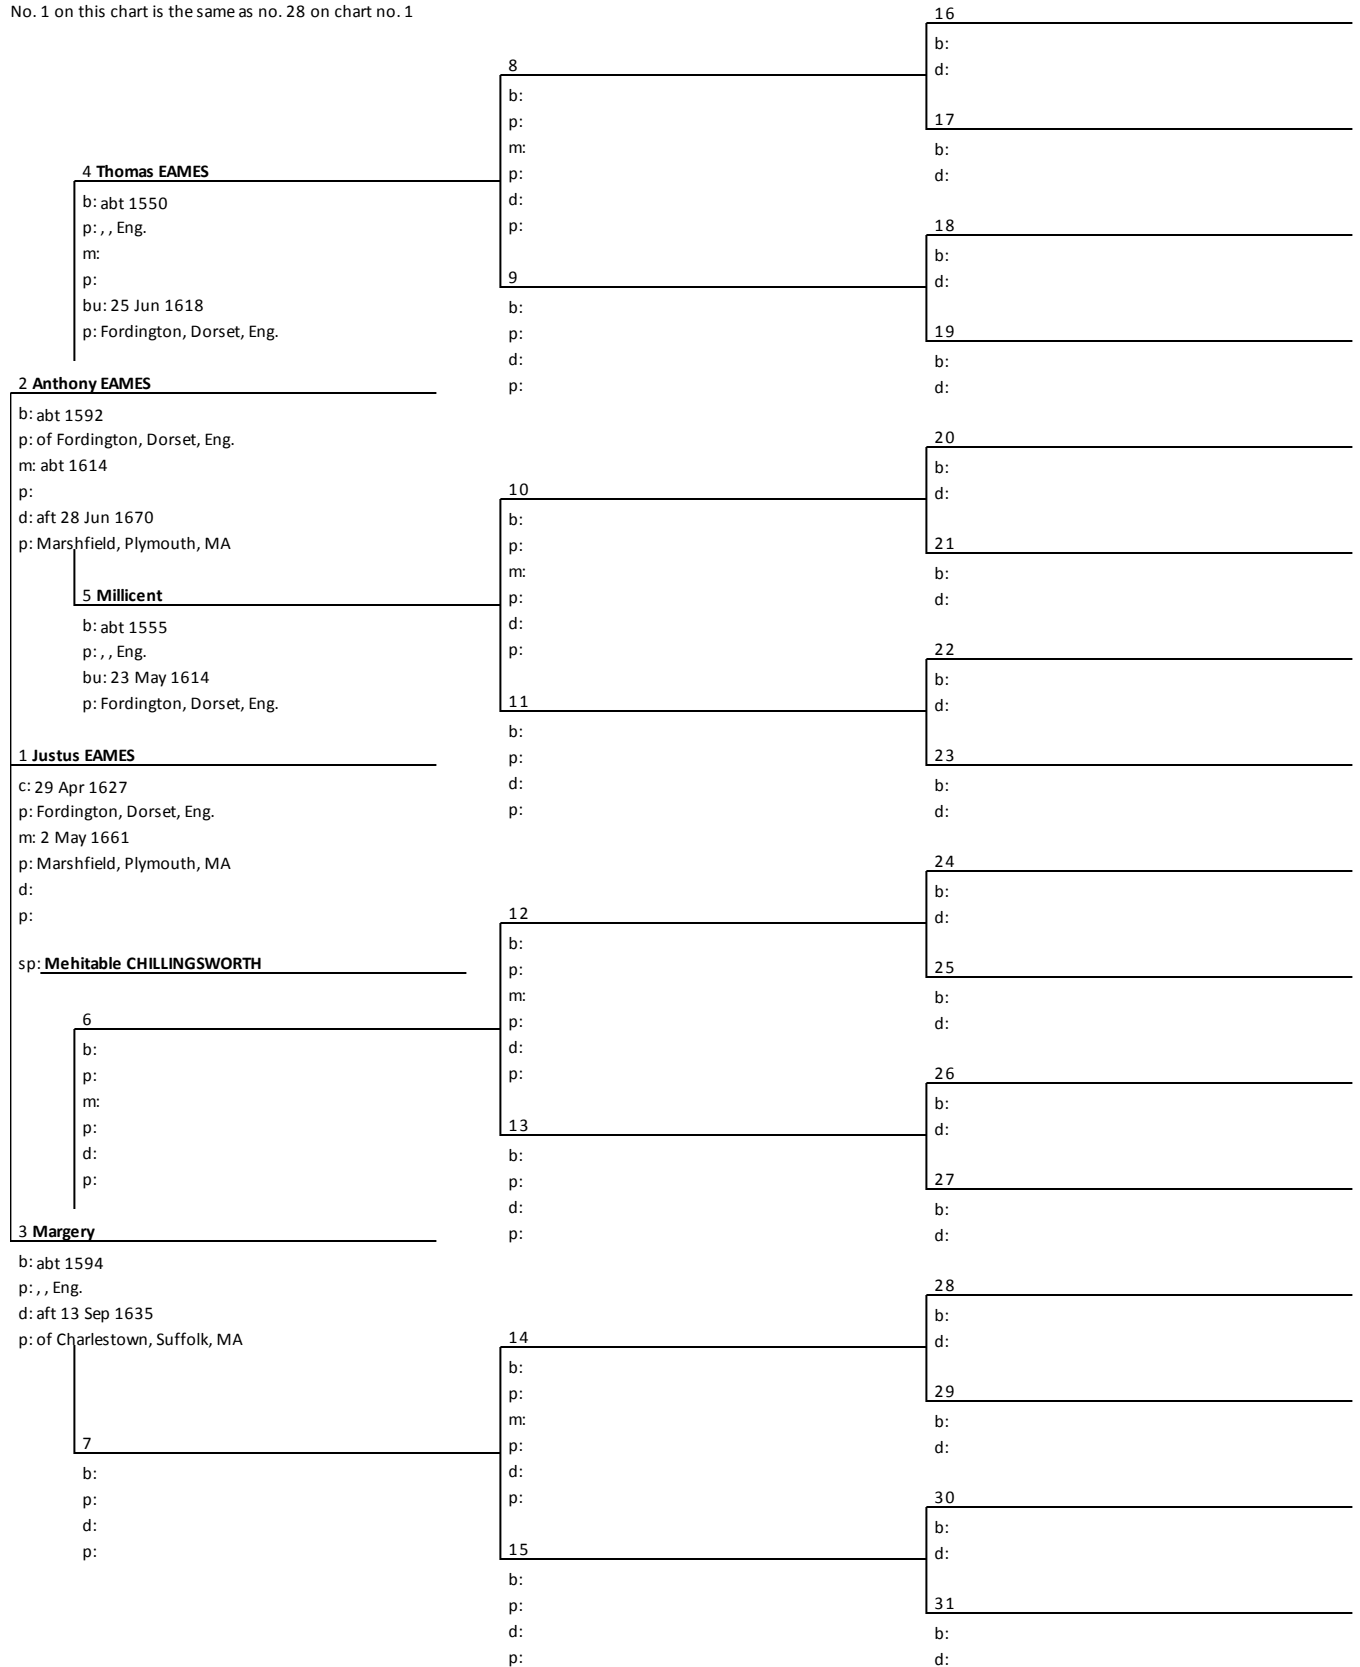 No. 1 on this chart is the same as no. 28 on chart no. 1
4 Thomas EAMES
b: abt 1550
p: , , Eng.
m:
p:
bu: 25 Jun 1618
p: Fordington, Dorset, Eng.
2 Anthony EAMES
b: abt 1592
p: of Fordington, Dorset, Eng.
m: abt 1614
p:
d: aft 28 Jun 1670
p: Marshfield, Plymouth, MA
5 Millicent
b: abt 1555
p: , , Eng.
bu: 23 May 1614
p: Fordington, Dorset, Eng.
1 Justus EAMES
c: 29 Apr 1627
p: Fordington, Dorset, Eng.
m: 2 May 1661
p: Marshfield, Plymouth, MA
d:
p:
sp: Mehitable CHILLINGSWORTH
6
b:
p:
m:
p:
d:
p:
3 Margery
b: abt 1594
p: , , Eng.
d: aft 13 Sep 1635
p: of Charlestown, Suffolk, MA
7
b:
p:
d:
p:
8
b:
p:
m:
p:
d:
p:
9
b:
p:
d:
p:
10
b:
p:
m:
p:
d:
p:
11
b:
p:
d:
p:
12
b:
p:
m:
p:
d:
p:
13
b:
p:
d:
p:
14
b:
p:
m:
p:
d:
p:
15
b:
p:
d:
p:
16
b:
d:
17
b:
d:
18
b:
d:
19
b:
d:
20
b:
d:
21
b:
d:
22
b:
d:
23
b:
d:
24
b:
d:
25
b:
d:
26
b:
d:
27
b:
d:
28
b:
d:
29
b:
d:
30
b:
d:
31
b:
d: